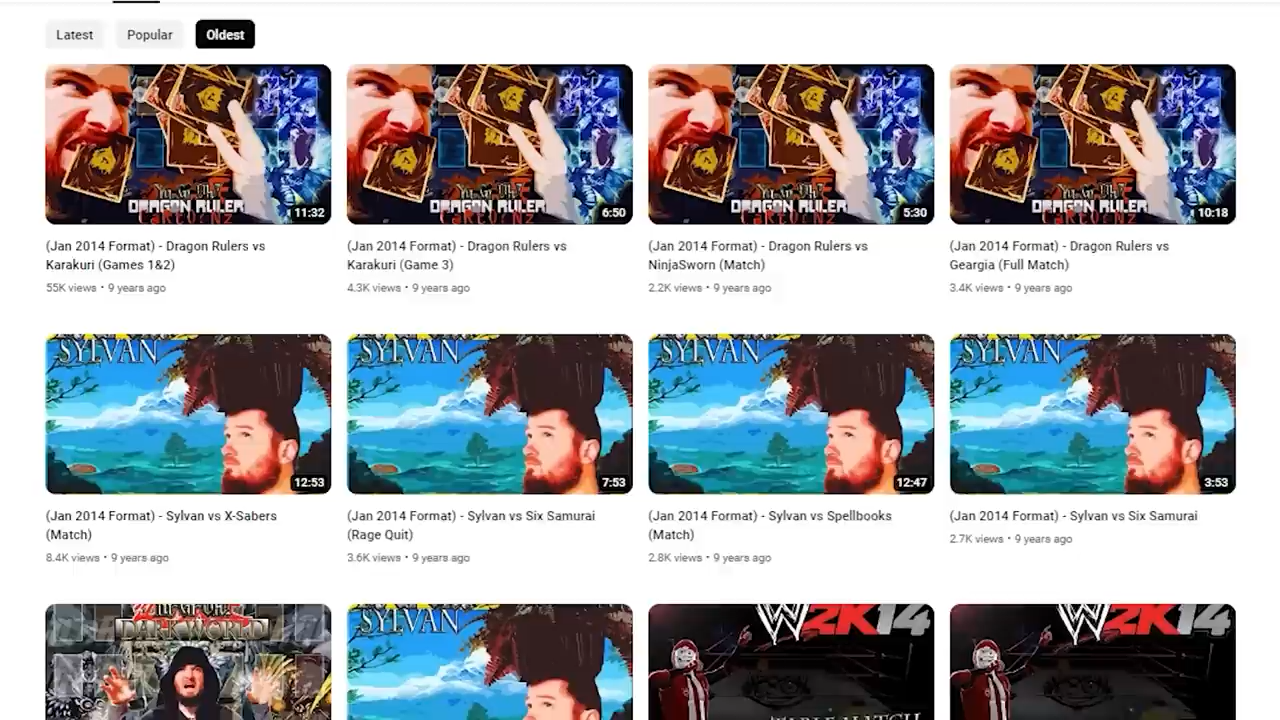 Latest Popular Oldest
DRAGON RULER DRAGON RULER DRAGON RULER DRAGON RULER
11:32 6:50 5:30 10:18
(Jan 2014 Format) - Dragon Rulers vs
Karakuri (Games 1&2)
55K views • 9 years ago
(Jan 2014 Format) - Dragon Rulers vs
Karakuri (Game 3)
4.3K views • 9 years ago
(Jan 2014 Format) - Dragon Rulers vs
NinjaSworn (Match)
2.2K views • 9 years ago
(Jan 2014 Format) - Dragon Rulers vs
Geargia (Full Match)
3.4K views • 9 years ago
SYLVAN SYLVAN SYLVAN SYLVAN
12:53 7:53 12:47 3:53
(Jan 2014 Format) - Sylvan vs X-Sabers
(Match)
8.4K views • 9 years ago
(Jan 2014 Format) - Sylvan vs Six Samurai
(Rage Quit)
3.6K views • 9 years ago
(Jan 2014 Format) - Sylvan vs Spellbooks
(Match)
2.8K views • 9 years ago
(Jan 2014 Format) - Sylvan vs Six Samurai
2.7K views • 9 years ago
DARK WORLD
SYLVAN
W2K14
W2K14